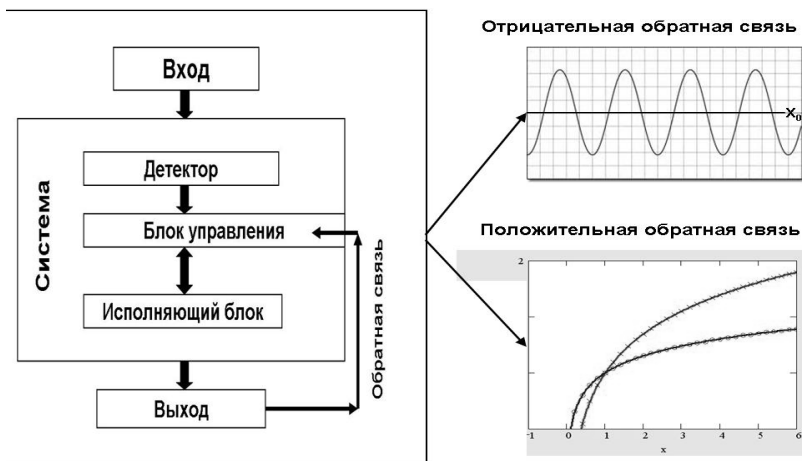 Вход
Система
Детектор
Блок управления
Исполняющий блок
Обратная связь
Выход
Отрицательная обратная связь
X₀
Положительная обратная связь
2
-1 0 1 2 3 4 5 6
x